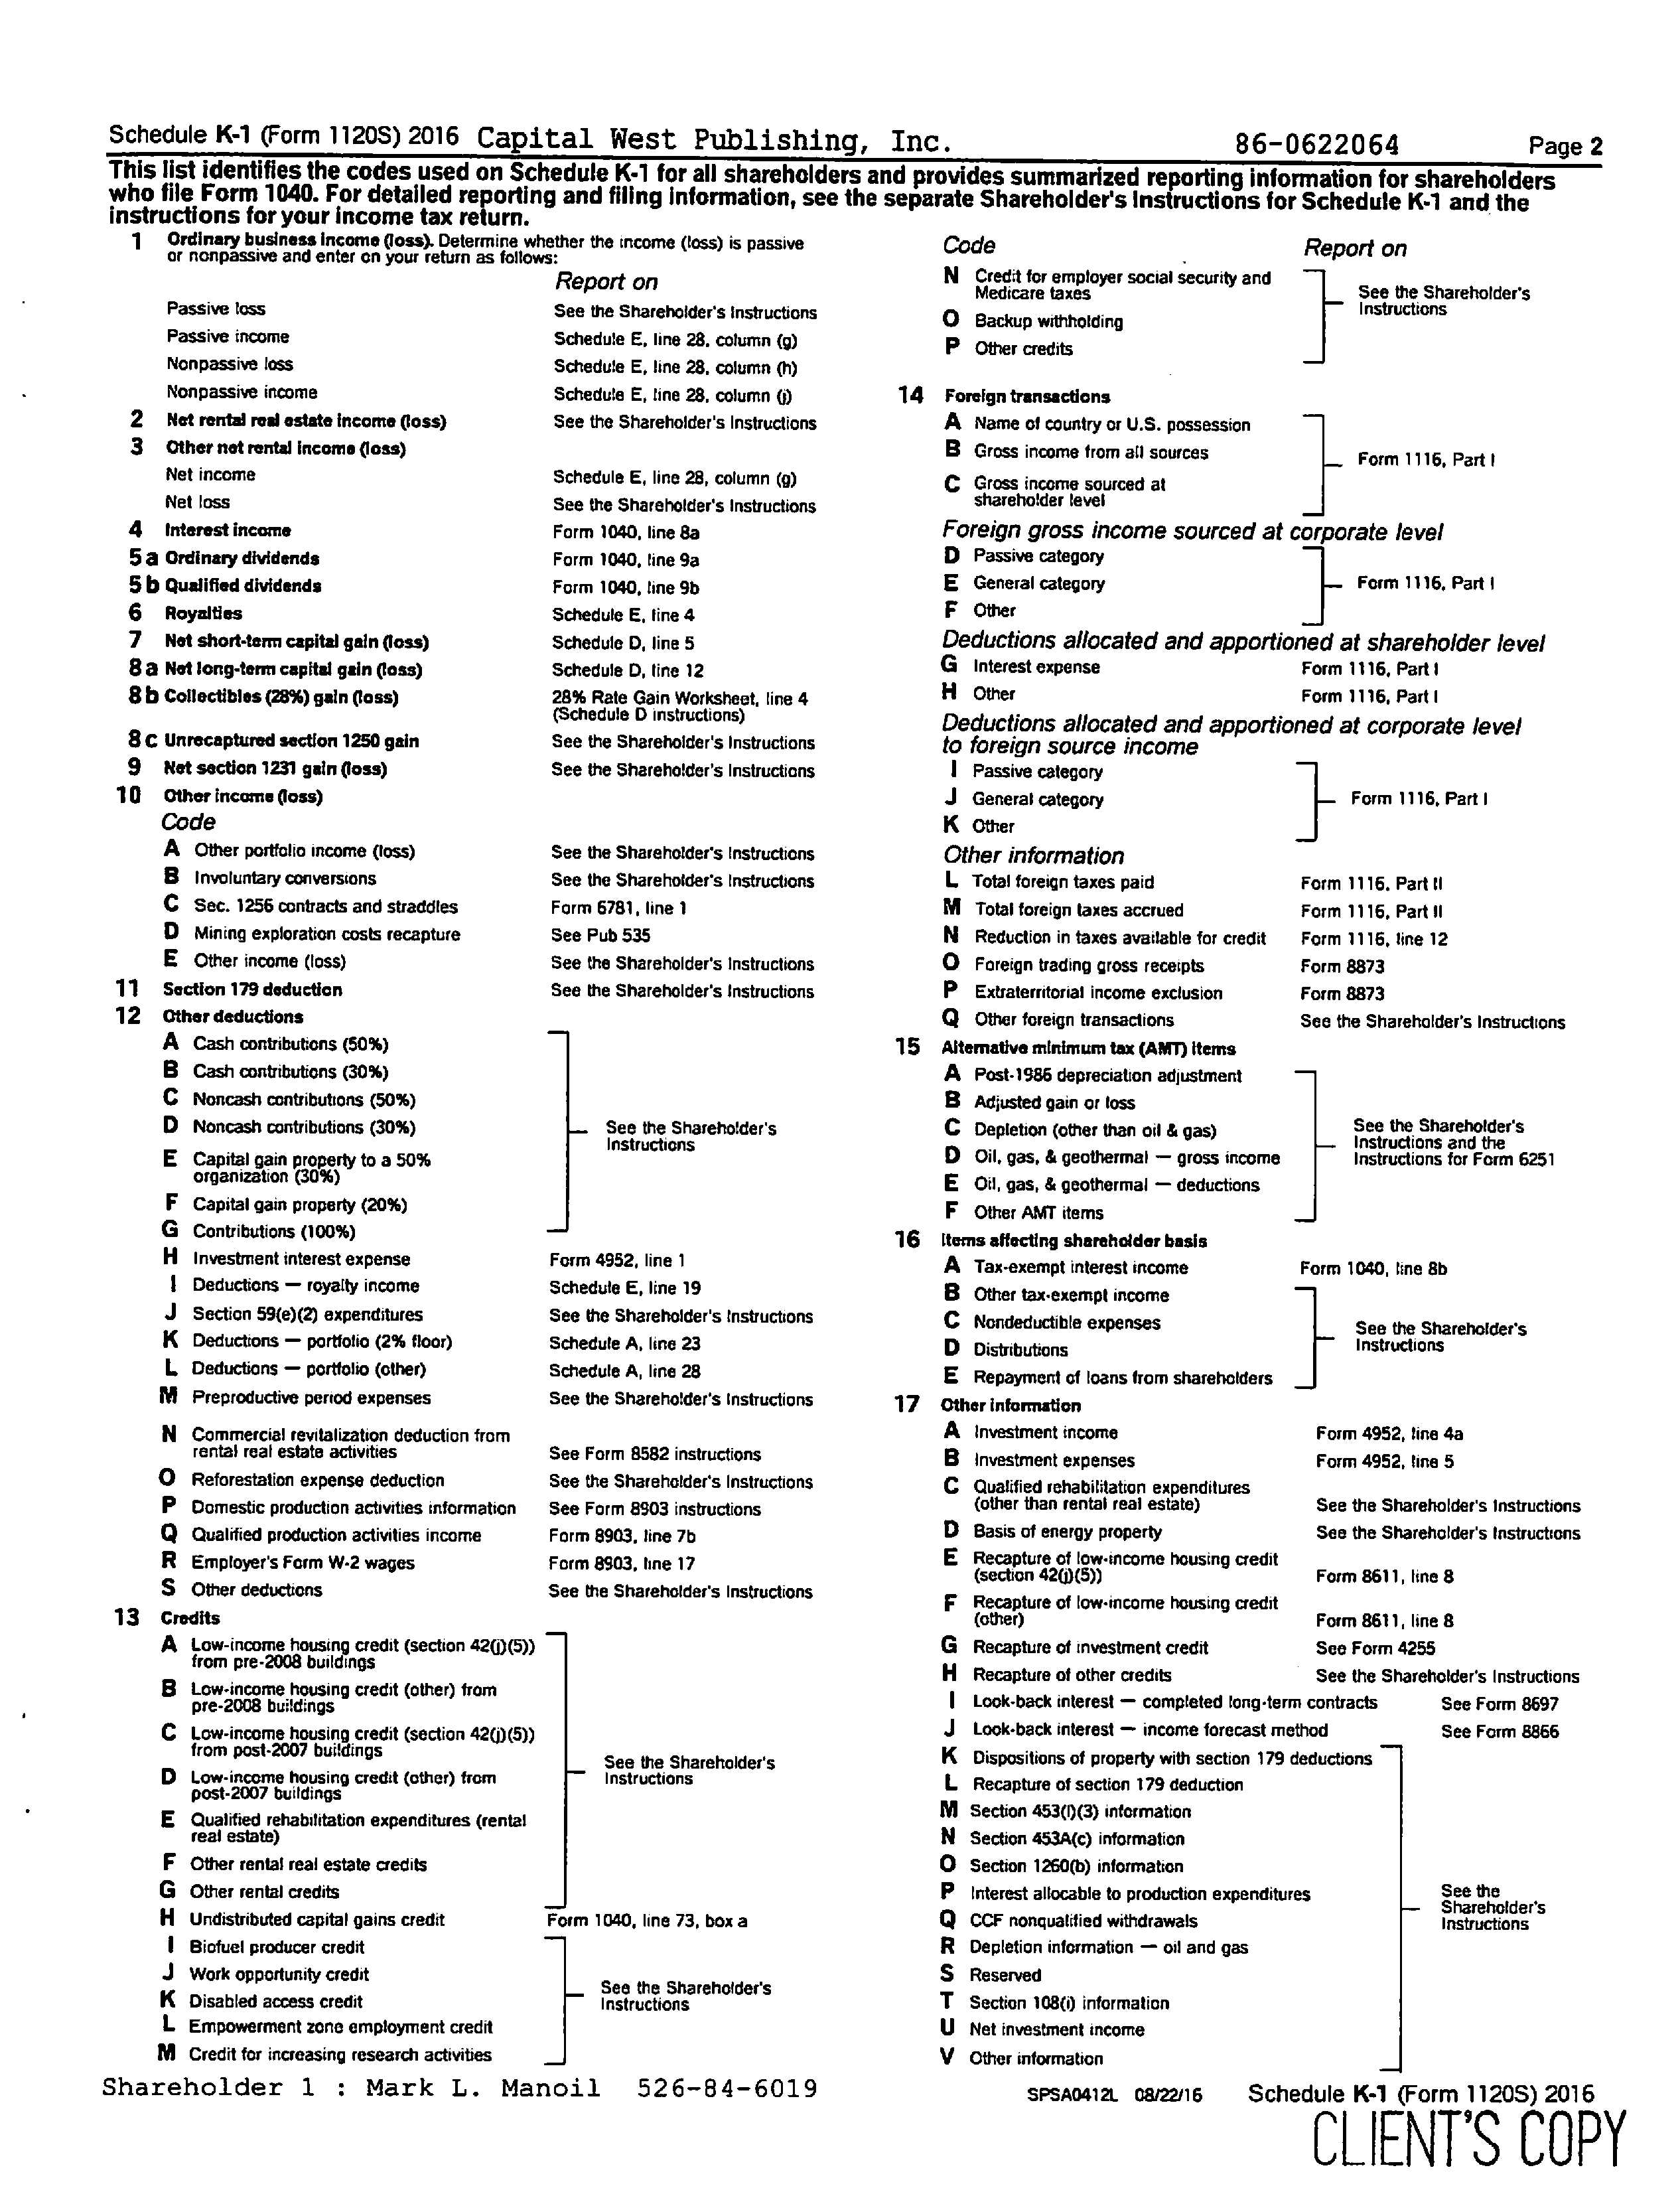 Schedule K-1 (Form 1120S) 2016 Capital West Publishing, Inc. 86-0622064 Page 2
This list identifies the codes used on Schedule K-1 for all shareholders and provides summarized reporting information for shareholders
who file Form 1040. For detailed reporting and filing information, see the separate Shareholder's Instructions for Schedule K-1 and the
instructions for your income tax return.
1 Ordinary business income (loss). Determine whether the income (loss) is passive
or nonpassive and enter on your return as follows:
Report on
Passive loss See the Shareholder's Instructions
Passive income Schedule E, line 28, column (g)
Nonpassive loss Schedule E, line 28, column (h)
Nonpassive income Schedule E, line 28, column (j)
2 Net rental real estate income (loss) See the Shareholder's Instructions
3 Other net rental income (loss)
Net income Schedule E, line 28, column (g)
Net loss See the Shareholder's Instructions
4 Interest income Form 1040, line 8a
5a Ordinary dividends Form 1040, line 9a
5b Qualified dividends Form 1040, line 9b
6 Royalties Schedule E, line 4
7 Net short-term capital gain (loss) Schedule D, line 5
8a Net long-term capital gain (loss) Schedule D, line 12
8b Collectibles (28%) gain (loss) 28% Rate Gain Worksheet, line 4
(Schedule D instructions)
8c Unrecaptured section 1250 gain See the Shareholder's Instructions
9 Net section 1231 gain (loss) See the Shareholder's Instructions
10 Other income (loss)
Code
A Other portfolio income (loss) See the Shareholder's Instructions
B Involuntary conversions See the Shareholder's Instructions
C Sec. 1256 contracts and straddles Form 6781, line 1
D Mining exploration costs recapture See Pub 535
E Other income (loss) See the Shareholder's Instructions
11 Section 179 deduction See the Shareholder's Instructions
12 Other deductions
A Cash contributions (50%)
B Cash contributions (30%)
C Noncash contributions (50%)
D Noncash contributions (30%) See the Shareholder's
Instructions
E Capital gain property to a 50%
organization (30%)
F Capital gain property (20%)
G Contributions (100%)
H Investment interest expense Form 4952, line 1
I Deductions — royalty income Schedule E, line 19
J Section 59(e)(2) expenditures See the Shareholder's Instructions
K Deductions — portfolio (2% floor) Schedule A, line 23
L Deductions — portfolio (other) Schedule A, line 28
M Preproductive period expenses See the Shareholder's Instructions
N Commercial revitalization deduction from
rental real estate activities See Form 8582 instructions
O Reforestation expense deduction See the Shareholder's Instructions
P Domestic production activities information See Form 8903 instructions
Q Qualified production activities income Form 8903, line 7b
R Employer's Form W-2 wages Form 8903, line 17
S Other deductions See the Shareholder's Instructions
13 Credits
A Low-income housing credit (section 42(j)(5))
from pre-2008 buildings
B Low-income housing credit (other) from
pre-2008 buildings
C Low-income housing credit (section 42(j)(5))
from post-2007 buildings
See the Shareholder's
Instructions
D Low-income housing credit (other) from
post-2007 buildings
E Qualified rehabilitation expenditures (rental
real estate)
F Other rental real estate credits
G Other rental credits
H Undistributed capital gains credit Form 1040, line 73, box a
I Biofuel producer credit
J Work opportunity credit
See the Shareholder's
Instructions
K Disabled access credit
L Empowerment zone employment credit
M Credit for increasing research activities
Code Report on
N Credit for employer social security and
Medicare taxes
See the Shareholder's
Instructions
O Backup withholding
P Other credits
14 Foreign transactions
A Name of country or U.S. possession
B Gross income from all sources
Form 1116, Part I
C Gross income sourced at
shareholder level
Foreign gross income sourced at corporate level
D Passive category
E General category Form 1116, Part I
F Other
Deductions allocated and apportioned at shareholder level
G Interest expense Form 1116, Part I
H Other Form 1116, Part I
Deductions allocated and apportioned at corporate level
to foreign source income
I Passive category
J General category Form 1116, Part I
K Other
Other information
L Total foreign taxes paid Form 1116, Part II
M Total foreign taxes accrued Form 1116, Part II
N Reduction in taxes available for credit Form 1116, line 12
O Foreign trading gross receipts Form 8873
P Extraterritorial income exclusion Form 8873
Q Other foreign transactions See the Shareholder's Instructions
15 Alternative minimum tax (AMT) items
A Post-1986 depreciation adjustment
B Adjusted gain or loss
C Depletion (other than oil & gas)
See the Shareholder's
Instructions and the
Instructions for Form 6251
D Oil, gas, & geothermal — gross income
E Oil, gas, & geothermal — deductions
F Other AMT items
16 Items affecting shareholder basis
A Tax-exempt interest income Form 1040, line 8b
B Other tax-exempt income
C Nondeductible expenses
See the Shareholder's
Instructions
D Distributions
E Repayment of loans from shareholders
17 Other information
A Investment income Form 4952, line 4a
B Investment expenses Form 4952, line 5
C Qualified rehabilitation expenditures
(other than rental real estate) See the Shareholder's Instructions
D Basis of energy property See the Shareholder's Instructions
E Recapture of low-income housing credit
(section 42(j)(5)) Form 8611, line 8
F Recapture of low-income housing credit
(other) Form 8611, line 8
G Recapture of investment credit See Form 4255
H Recapture of other credits See the Shareholder's Instructions
I Look-back interest — completed long-term contracts See Form 8697
J Look-back interest — income forecast method See Form 8866
K Dispositions of property with section 179 deductions
L Recapture of section 179 deduction
M Section 453(l)(3) information
N Section 453A(c) information
O Section 1260(b) information
P Interest allocable to production expenditures
See the
Shareholder's
Instructions
Q CCF nonqualified withdrawals
R Depletion information — oil and gas
S Reserved
T Section 108(i) information
U Net investment income
V Other information
Shareholder 1 : Mark L. Manoil 526-84-6019
SPSA0412L 08/22/16 Schedule K-1 (Form 1120S) 2016
CLIENT'S COPY